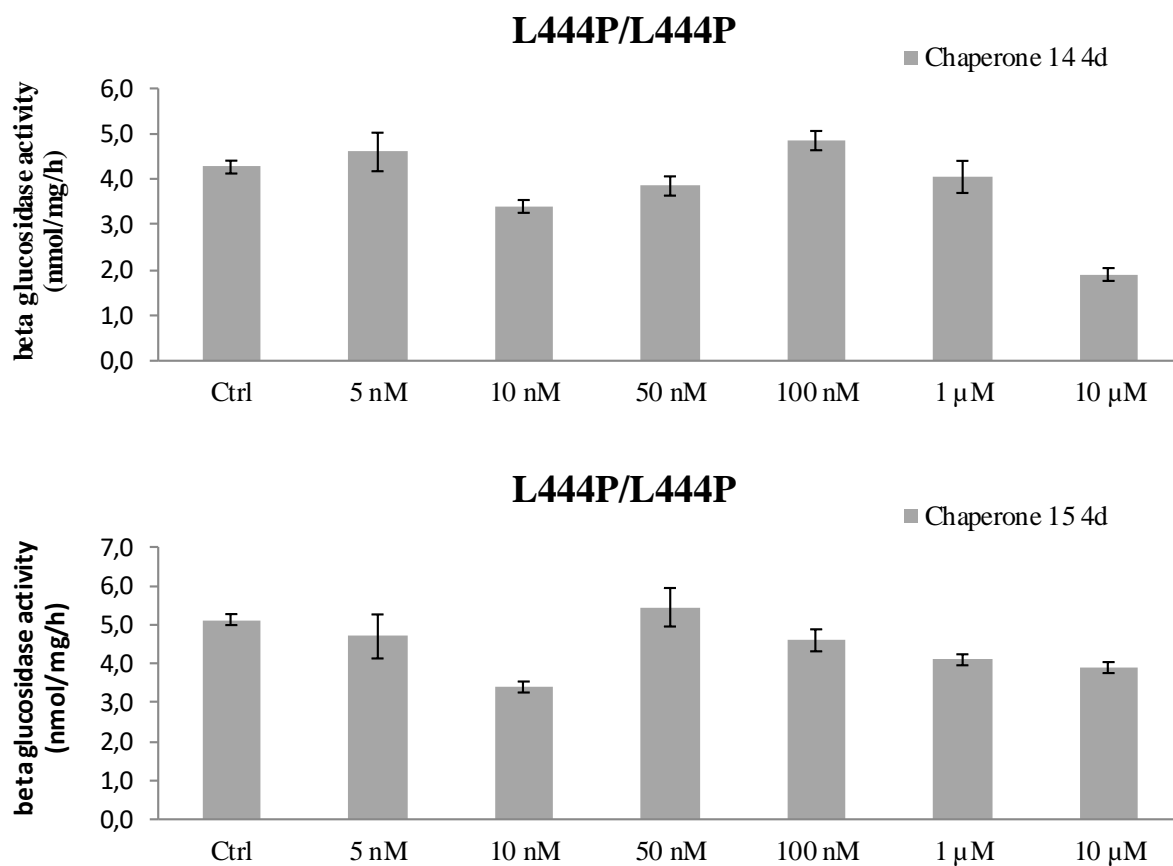 L444P/L444P
Chaperone 14 4d
beta glucosidase activity
(nmol/mg/h)
6,0
5,0
4,0
3,0
2,0
1,0
0,0
Ctrl 5 nM 10 nM 50 nM 100 nM 1 µM 10 µM
L444P/L444P
Chaperone 15 4d
beta glucosidase activity
(nmol/mg/h)
7,0
6,0
5,0
4,0
3,0
2,0
1,0
0,0
Ctrl 5 nM 10 nM 50 nM 100 nM 1 µM 10 µM